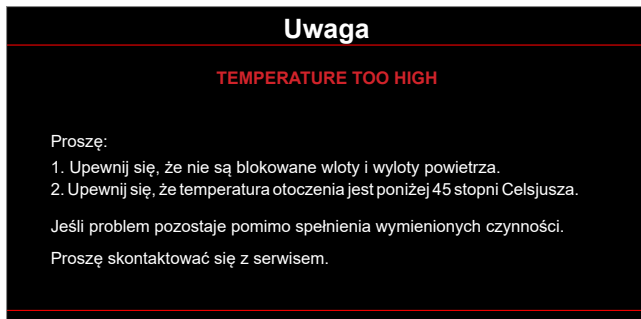 Uwaga
TEMPERATURE TOO HIGH
Proszę:
1. Upewnij się, że nie są blokowane wloty i wyloty powietrza.
2. Upewnij się, że temperatura otoczenia jest poniżej 45 stopni Celsjusza.
Jeśli problem pozostaje pomimo spełnienia wymienionych czynności.
Proszę skontaktować się z serwisem.